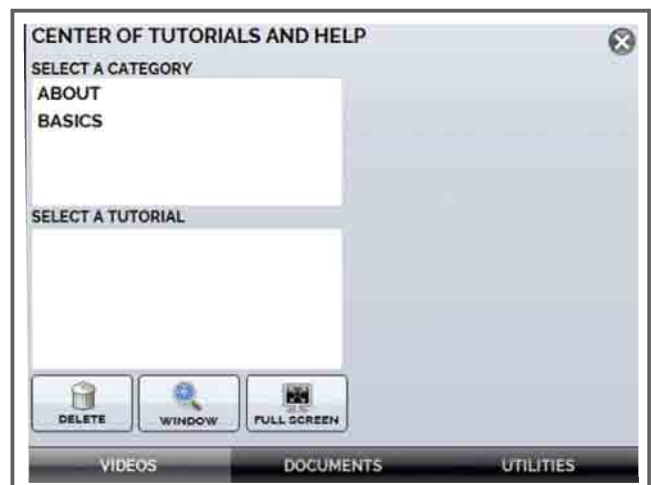 CENTER OF TUTORIALS AND HELP
SELECT A CATEGORY
ABOUT
BASICS
SELECT A TUTORIAL
DELETE WINDOW FULL SCREEN
VIDEOS DOCUMENTS UTILITIES